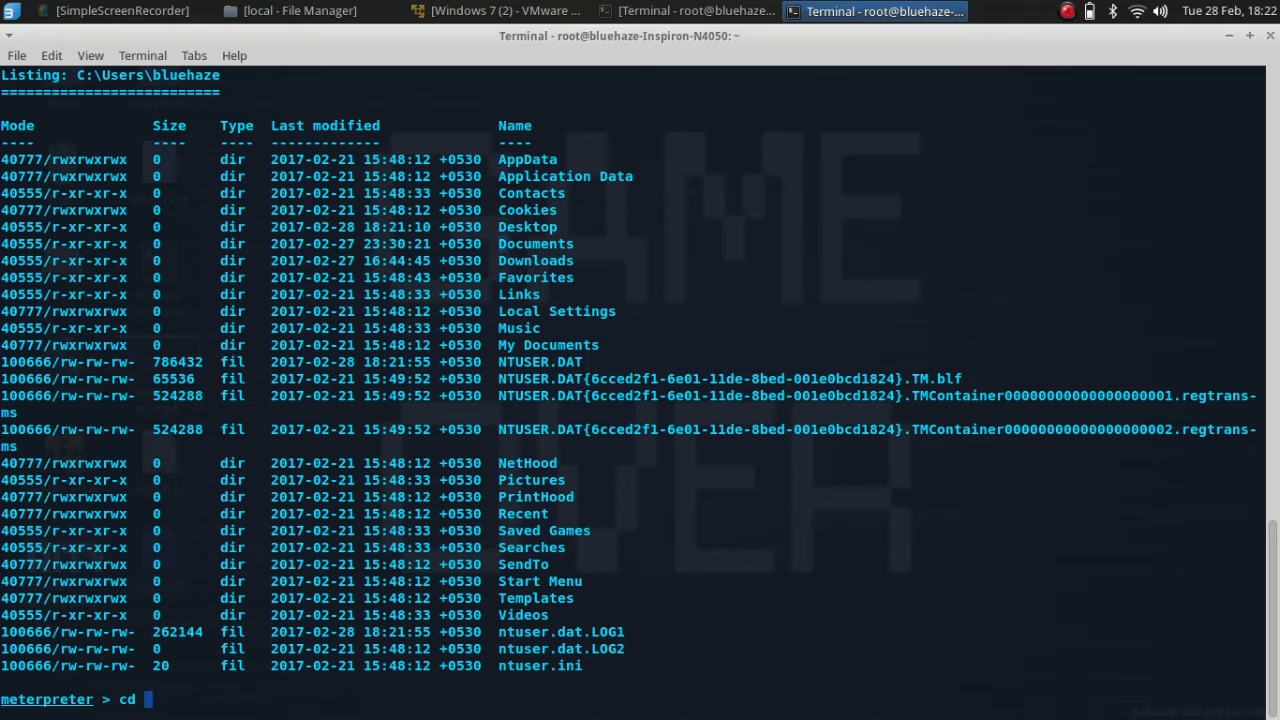 [SimpleScreenRecorder]
[local - File Manager]
[Windows 7 (2) - VMware ...
[Terminal - root@bluehaze...
Terminal - root@bluehaze-...
Tue 28 Feb, 18:22
Terminal - root@bluehaze-Inspiron-N4050: ~
File Edit View Terminal Tabs Help
Listing: C:\Users\bluehaze
==========================
Mode Size Type Last modified Name
---- ---- ---- ------------- ----
40777/rwxrwxrwx 0 dir 2017-02-21 15:48:12 +0530 AppData
40777/rwxrwxrwx 0 dir 2017-02-21 15:48:12 +0530 Application Data
40555/r-xr-xr-x 0 dir 2017-02-21 15:48:33 +0530 Contacts
40777/rwxrwxrwx 0 dir 2017-02-21 15:48:12 +0530 Cookies
40555/r-xr-xr-x 0 dir 2017-02-28 18:21:10 +0530 Desktop
40555/r-xr-xr-x 0 dir 2017-02-27 23:30:21 +0530 Documents
40555/r-xr-xr-x 0 dir 2017-02-27 16:44:45 +0530 Downloads
40555/r-xr-xr-x 0 dir 2017-02-21 15:48:43 +0530 Favorites
40555/r-xr-xr-x 0 dir 2017-02-21 15:48:33 +0530 Links
40777/rwxrwxrwx 0 dir 2017-02-21 15:48:12 +0530 Local Settings
40555/r-xr-xr-x 0 dir 2017-02-21 15:48:33 +0530 Music
40777/rwxrwxrwx 0 dir 2017-02-21 15:48:12 +0530 My Documents
100666/rw-rw-rw- 786432 fil 2017-02-28 18:21:55 +0530 NTUSER.DAT
100666/rw-rw-rw- 65536 fil 2017-02-21 15:49:52 +0530 NTUSER.DAT{6cced2f1-6e01-11de-8bed-001e0bcd1824}.TM.blf
100666/rw-rw-rw- 524288 fil 2017-02-21 15:49:52 +0530 NTUSER.DAT{6cced2f1-6e01-11de-8bed-001e0bcd1824}.TMContainer00000000000000000001.regtrans-
ms
100666/rw-rw-rw- 524288 fil 2017-02-21 15:49:52 +0530 NTUSER.DAT{6cced2f1-6e01-11de-8bed-001e0bcd1824}.TMContainer00000000000000000002.regtrans-
ms
40777/rwxrwxrwx 0 dir 2017-02-21 15:48:12 +0530 NetHood
40555/r-xr-xr-x 0 dir 2017-02-21 15:48:33 +0530 Pictures
40777/rwxrwxrwx 0 dir 2017-02-21 15:48:12 +0530 PrintHood
40777/rwxrwxrwx 0 dir 2017-02-21 15:48:12 +0530 Recent
40555/r-xr-xr-x 0 dir 2017-02-21 15:48:33 +0530 Saved Games
40555/r-xr-xr-x 0 dir 2017-02-21 15:48:33 +0530 Searches
40777/rwxrwxrwx 0 dir 2017-02-21 15:48:12 +0530 SendTo
40777/rwxrwxrwx 0 dir 2017-02-21 15:48:12 +0530 Start Menu
40777/rwxrwxrwx 0 dir 2017-02-21 15:48:12 +0530 Templates
40555/r-xr-xr-x 0 dir 2017-02-21 15:48:33 +0530 Videos
100666/rw-rw-rw- 262144 fil 2017-02-28 18:21:55 +0530 ntuser.dat.LOG1
100666/rw-rw-rw- 0 fil 2017-02-21 15:48:12 +0530 ntuser.dat.LOG2
100666/rw-rw-rw- 20 fil 2017-02-21 15:48:12 +0530 ntuser.ini
meterpreter > cd
GAME
OVER